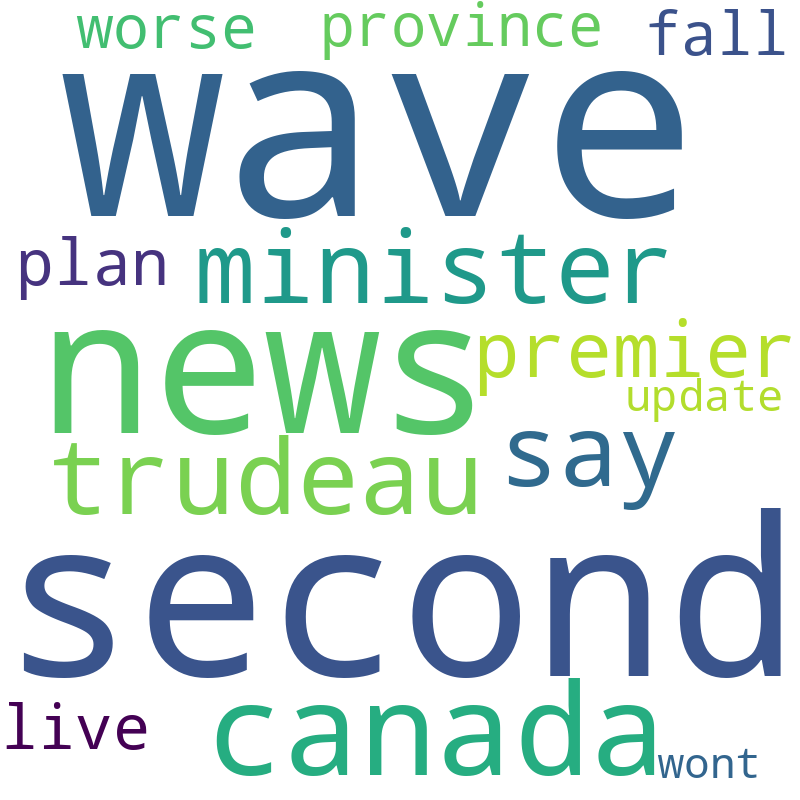 worse province fall
wave
plan minister
news premier
update
trudeau say
second
live canada wont